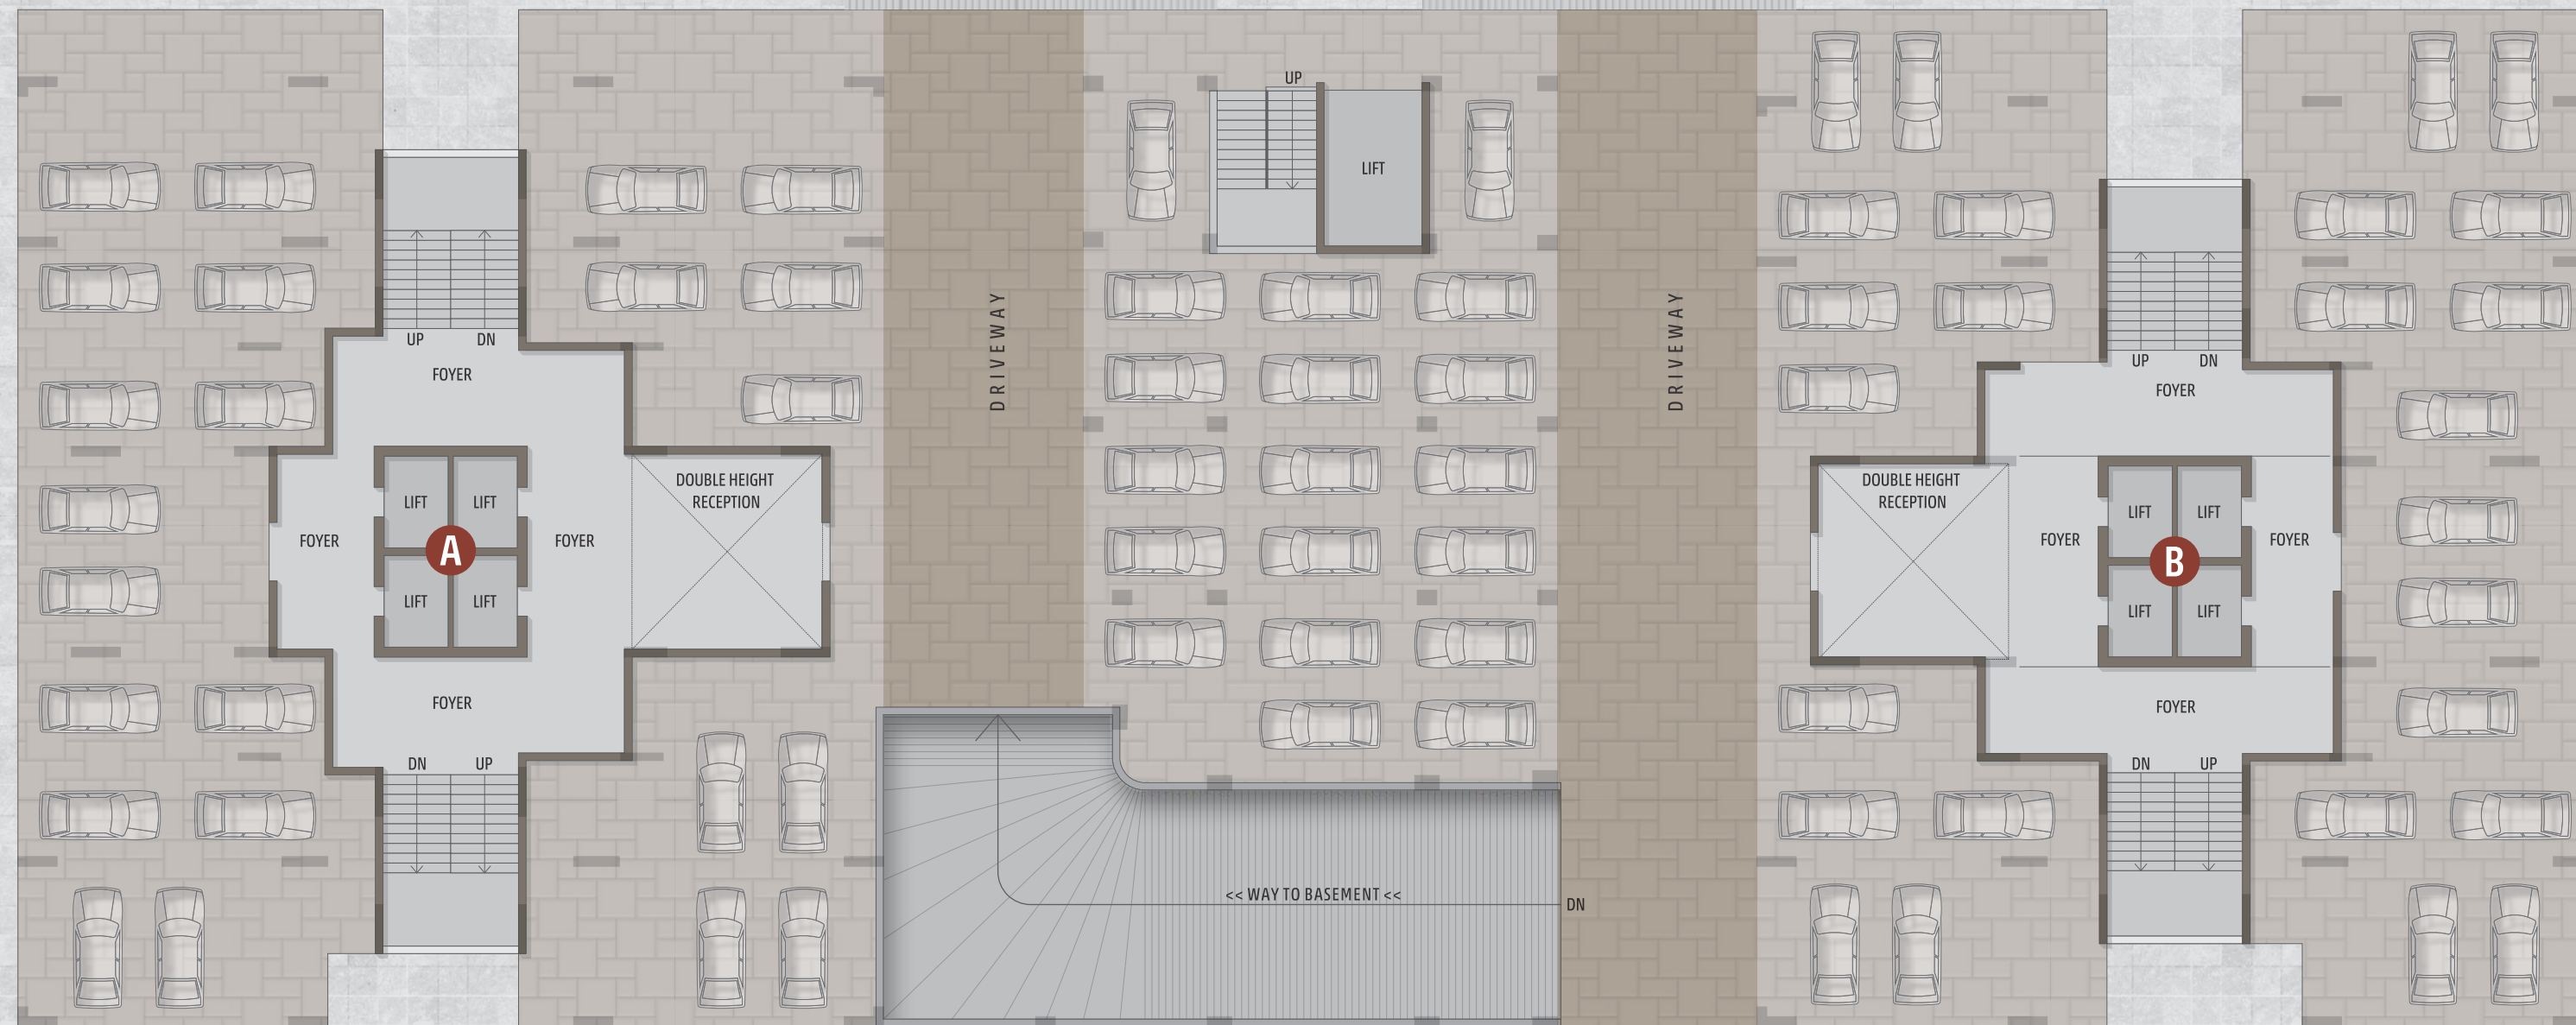 UP
LIFT
DRIVEWAY
DRIVEWAY
UP DN
FOYER
DOUBLE HEIGHT
RECEPTION
LIFT LIFT
FOYER
A
FOYER
LIFT LIFT
FOYER
DN UP
UP DN
FOYER
DOUBLE HEIGHT
RECEPTION
LIFT LIFT
FOYER
B
FOYER
LIFT LIFT
FOYER
DN UP
<< WAY TO BASEMENT <<
DN